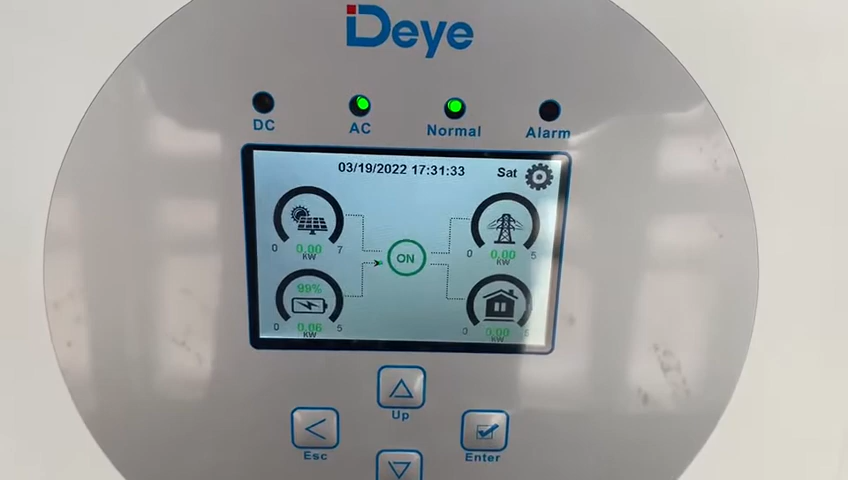 Deye
DC AC Normal Alarm
03/19/2022 17:31:33 Sat
0 0.00 7
KW
0 0.00 5
KW
ON
99%
0 0.06 5
KW
0 0.00
KW
Up
Esc
Enter